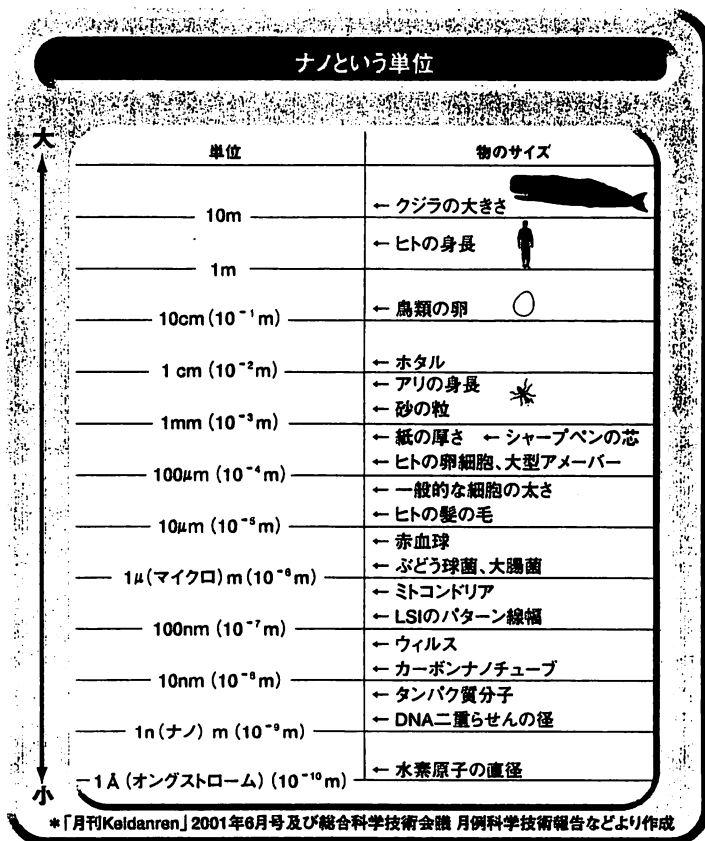 ナノという単位
大
単位
物のサイズ
← クジラの大きさ
10m
← ヒトの身長
1m
← 鳥類の卵
10cm (10⁻¹m)
← ホタル
1 cm (10⁻²m)
← アリの身長
← 砂の粒
1mm (10⁻³m)
← 紙の厚さ ← シャープペンの芯
← ヒトの卵細胞、大型アメーバー
100μm (10⁻⁴m)
← 一般的な細胞の太さ
← ヒトの髪の毛
10μm (10⁻⁵m)
← 赤血球
← ぶどう球菌、大腸菌
1μ(マイクロ) m (10⁻⁶m)
← ミトコンドリア
← LSIのパターン線幅
100nm (10⁻⁷m)
← ウィルス
← カーボンナノチューブ
10nm (10⁻⁸m)
← タンパク質分子
← DNA二重らせんの径
1n(ナノ) m (10⁻⁹m)
← 水素原子の直径
1Å (オングストローム) (10⁻¹⁰m)
小
*「月刊Keidanren」2001年6月号及び総合科学技術会議 月例科学技術報告などより作成